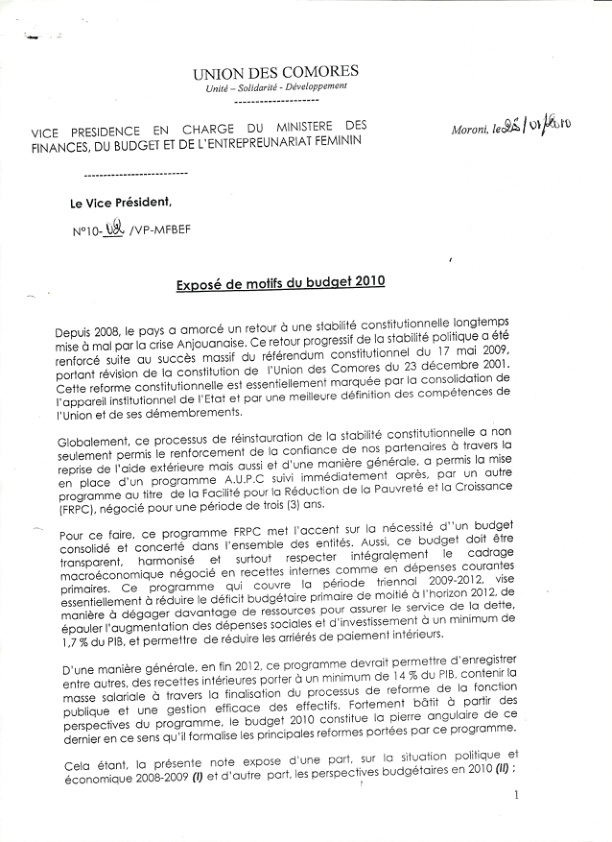 UNION DES COMORES
Unité – Solidarité - Développement
--------------------
VICE PRESIDENCE EN CHARGE DU MINISTERE DES
FINANCES, DU BUDGET ET DE L'ENTREPREUNARIAT FEMININ
Moroni, le 25/01/2010
-------------------------
Le Vice Président,
N°10-02 /VP-MFBEF
Exposé de motifs du budget 2010
Depuis 2008, le pays a amorcé un retour à une stabilité constitutionnelle longtemps
mise à mal par la crise Anjouanaise. Ce retour progressif de la stabilité politique a été
renforcé suite au succès massif du référendum constitutionnel du 17 mai 2009,
portant révision de la constitution de l'Union des Comores du 23 décembre 2001.
Cette reforme constitutionnelle est essentiellement marquée par la consolidation de
l'appareil institutionnel de l'Etat et par une meilleure définition des compétences de
l'Union et de ses démembrements.
Globalement, ce processus de réinstauration de la stabilité constitutionnelle a non
seulement permis le renforcement de la confiance de nos partenaires à travers la
reprise de l'aide extérieure mais aussi et d'une manière générale, a permis la mise
en place d'un programme A.U.P.C suivi immédiatement après, par un autre
programme au titre de la Facilité pour la Réduction de la Pauvreté et la Croissance
(FRPC), négocié pour une période de trois (3) ans.
Pour ce faire, ce programme FRPC met l'accent sur la nécessité d''un budget
consolidé et concerté dans l'ensemble des entités. Aussi, ce budget doit être
transparent, harmonisé et surtout respecter intégralement le cadrage
macroéconomique négocié en recettes internes comme en dépenses courantes
primaires. Ce programme qui couvre la période triennal 2009-2012, vise
essentiellement à réduire le déficit budgétaire primaire de moitié à l'horizon 2012, de
manière à dégager davantage de ressources pour assurer le service de la dette,
épauler l'augmentation des dépenses sociales et d'investissement à un minimum de
1,7 % du PIB, et permettre de réduire les arriérés de paiement intérieurs.
D'une manière générale, en fin 2012, ce programme devrait permettre d'enregistrer
entre autres, des recettes intérieures porter à un minimum de 14 % du PIB, contenir la
masse salariale à travers la finalisation du processus de reforme de la fonction
publique et une gestion efficace des effectifs. Fortement bâtit à partir des
perspectives du programme, le budget 2010 constitue la pierre angulaire de ce
dernier en ce sens qu'il formalise les principales reformes portées par ce programme.
Cela étant, la présente note expose d'une part, sur la situation politique et
économique 2008-2009 (I) et d'autre part, les perspectives budgétaires en 2010 (II) ;
1